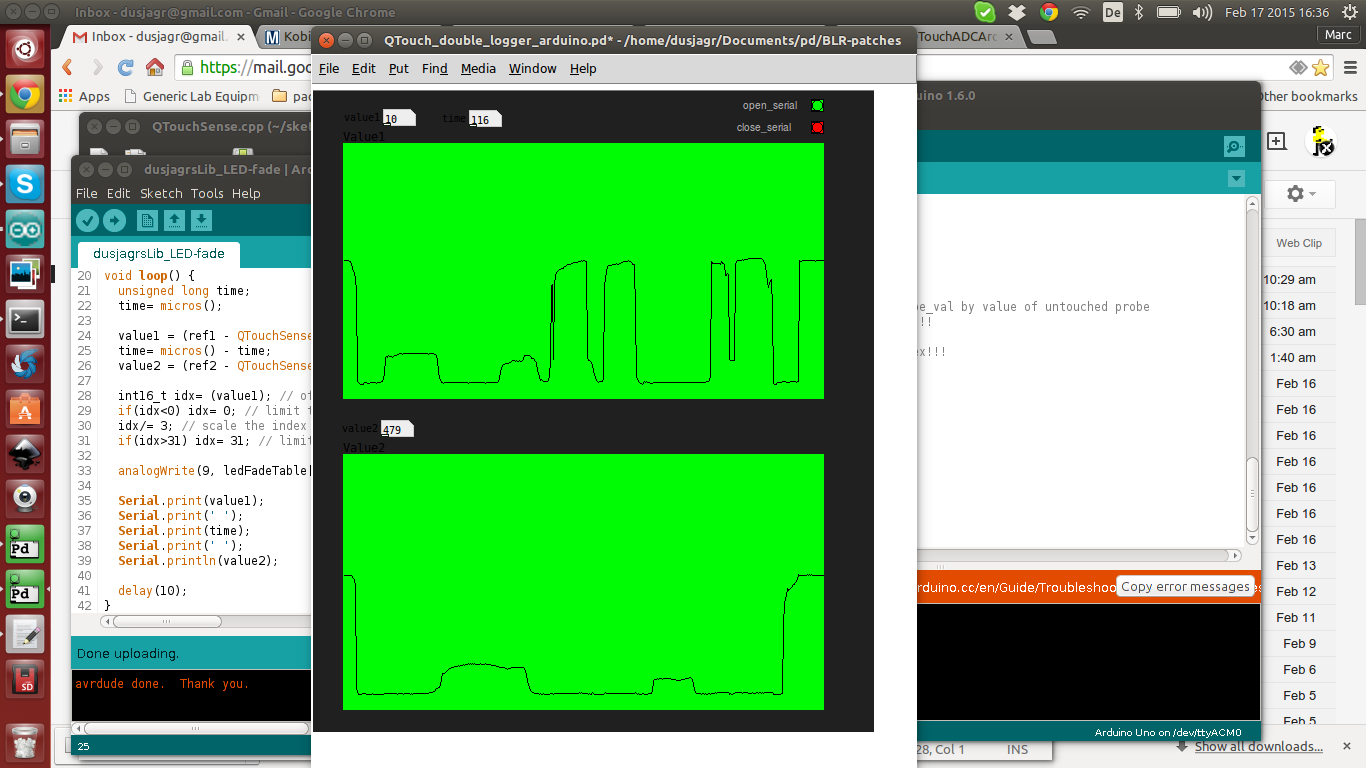 Inbox - dusjagr@gmail.com - Gmail - Google Chrome
De
Feb 17 2015 16:36
Inbox - dusjagr@gmail.
Kobi
TouchADCArd
Marc
https://mail.goo
Apps
Generic Lab Equipm
Other bookmarks
QTouch_double_logger_arduino.pd* - /home/dusjagr/Documents/pd/BLR-patches
File Edit Put Find Media Window Help
open_serial
close_serial
value1 10
time 116
Value1
value2 479
Value2
QTouchSense.cpp (~/skel
dusjagrsLib_LED-fade | Ard
File Edit Sketch Tools Help
dusjagrsLib_LED-fade
20 void loop() {
21 unsigned long time;
22 time= micros();
23
24 value1 = (ref1 - QTouchSense
25 time= micros() - time;
26 value2 = (ref2 - QTouchSense
27
28 int16_t idx= (value1); // of
29 if(idx<0) idx= 0; // limit t
30 idx/= 3; // scale the index
31 if(idx>31) idx= 31; // limit
32
33 analogWrite(9, ledFadeTable[
34
35 Serial.print(value1);
36 Serial.print(' ');
37 Serial.print(time);
38 Serial.print(' ');
39 Serial.println(value2);
40
41 delay(10);
42 }
Done uploading.
avrdude done.  Thank you.
25
uino 1.6.0
be_val by value of untouched probe
!!
ex!!!
rduino.cc/en/Guide/Troubleshoo
Copy error messages
Arduino Uno on /dev/ttyACM0
28, Col 1 INS
Show all downloads...
Web Clip
10:29 am
10:18 am
6:30 am
1:40 am
Feb 16
Feb 16
Feb 16
Feb 16
Feb 16
Feb 16
Feb 16
Feb 13
Feb 12
Feb 11
Feb 9
Feb 6
Feb 5
Feb 5
Pd
Pd
SD